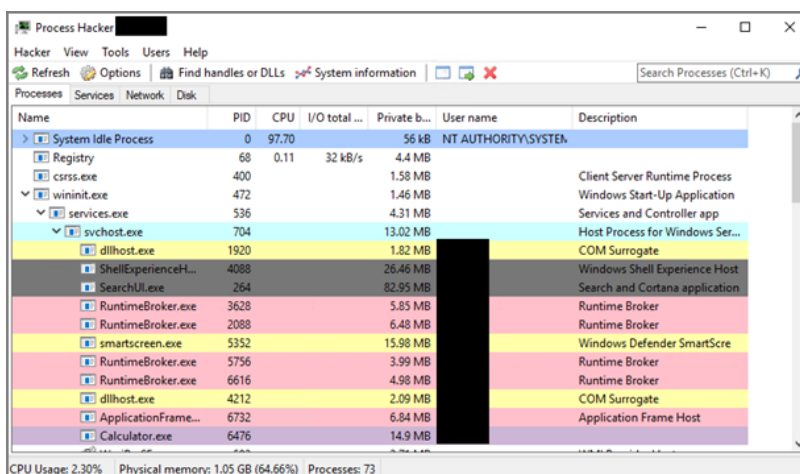 Process Hacker
Hacker View Tools Users Help
Refresh Options Find handles or DLLs System information Search Processes (Ctrl+K)
Processes Services Network Disk
Name PID CPU I/O total ... Private b... User name Description
System Idle Process 0 97.70 56 kB NT AUTHORITY\SYSTEM
Registry 68 0.11 32 kB/s 4.4 MB
csrss.exe 400 1.58 MB Client Server Runtime Process
wininit.exe 472 1.46 MB Windows Start-Up Application
services.exe 536 4.31 MB Services and Controller app
svchost.exe 704 13.02 MB Host Process for Windows Ser...
dllhost.exe 1920 1.82 MB COM Surrogate
ShellExperienceH... 4088 26.46 MB Windows Shell Experience Host
SearchUI.exe 264 82.95 MB Search and Cortana application
RuntimeBroker.exe 3628 5.85 MB Runtime Broker
RuntimeBroker.exe 2088 6.48 MB Runtime Broker
smartscreen.exe 5352 15.98 MB Windows Defender SmartScre
RuntimeBroker.exe 5756 3.99 MB Runtime Broker
RuntimeBroker.exe 6616 4.98 MB Runtime Broker
dllhost.exe 4212 2.09 MB COM Surrogate
ApplicationFrame... 6732 6.84 MB Application Frame Host
Calculator.exe 6476 14.9 MB
CPU Usage: 2.30% Physical memory: 1.05 GB (64.66%) Processes: 73